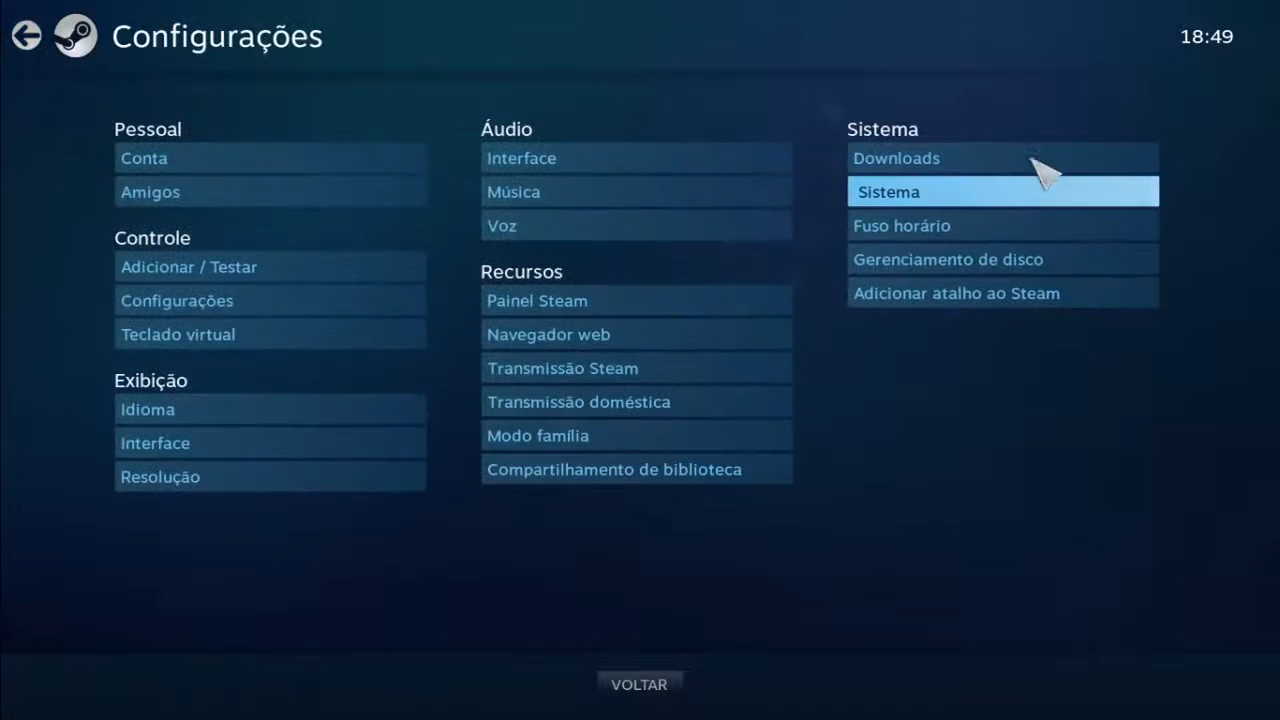 Configurações
18:49
Pessoal
Conta
Amigos
Controle
Adicionar / Testar
Configurações
Teclado virtual
Exibição
Idioma
Interface
Resolução
Áudio
Interface
Música
Voz
Recursos
Painel Steam
Navegador web
Transmissão Steam
Transmissão doméstica
Modo família
Compartilhamento de biblioteca
Sistema
Downloads
Sistema
Fuso horário
Gerenciamento de disco
Adicionar atalho ao Steam
VOLTAR